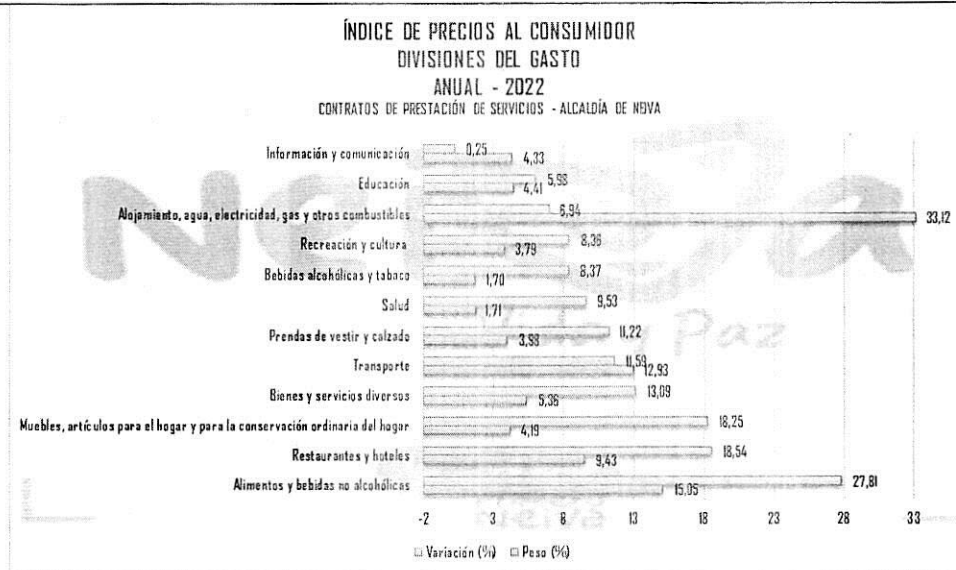 ÍNDICE DE PRECIOS AL CONSUMIDOR
DIVISIONES DEL GASTO
ANUAL - 2022
CONTRATOS DE PRESTACIÓN DE SERVICIOS - ALCALDÍA DE NEIVA
Información y comunicación 0,25 4,33
Educación 5,98 4,41
Alojamiento, agua, electricidad, gas y otros combustibles 6,94 33,12
Recreación y cultura 8,36 3,79
Bebidas alcohólicas y tabaco 8,37 1,70
Salud 9,53 1,71
Prendas de vestir y calzado 11,22 3,98
Transporte 11,59 12,93
Bienes y servicios diversos 13,09 5,36
Muebles, artículos para el hogar y para la conservación ordinaria del hogar 18,25 4,19
Restaurantes y hoteles 18,54 9,43
Alimentos y bebidas no alcohólicas 27,81 15,05
-2 3 8 13 18 23 28 33
Variación (%) Peso (%)
Neiva
y Paz